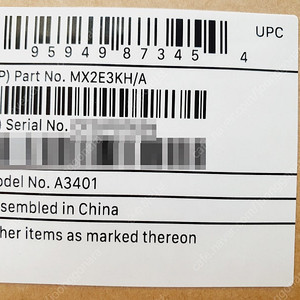 UPC
95949 87345 4
P) Part No. MX2E3KH/A
) Serial No.
odel No. A3401
sembled in China
her items as marked thereon